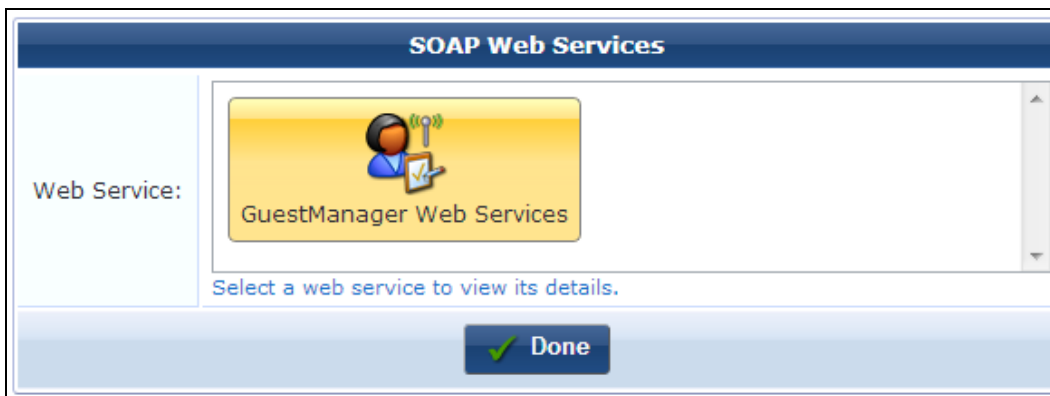 SOAP Web Services
Web Service:
GuestManager Web Services
Select a web service to view its details.
Done